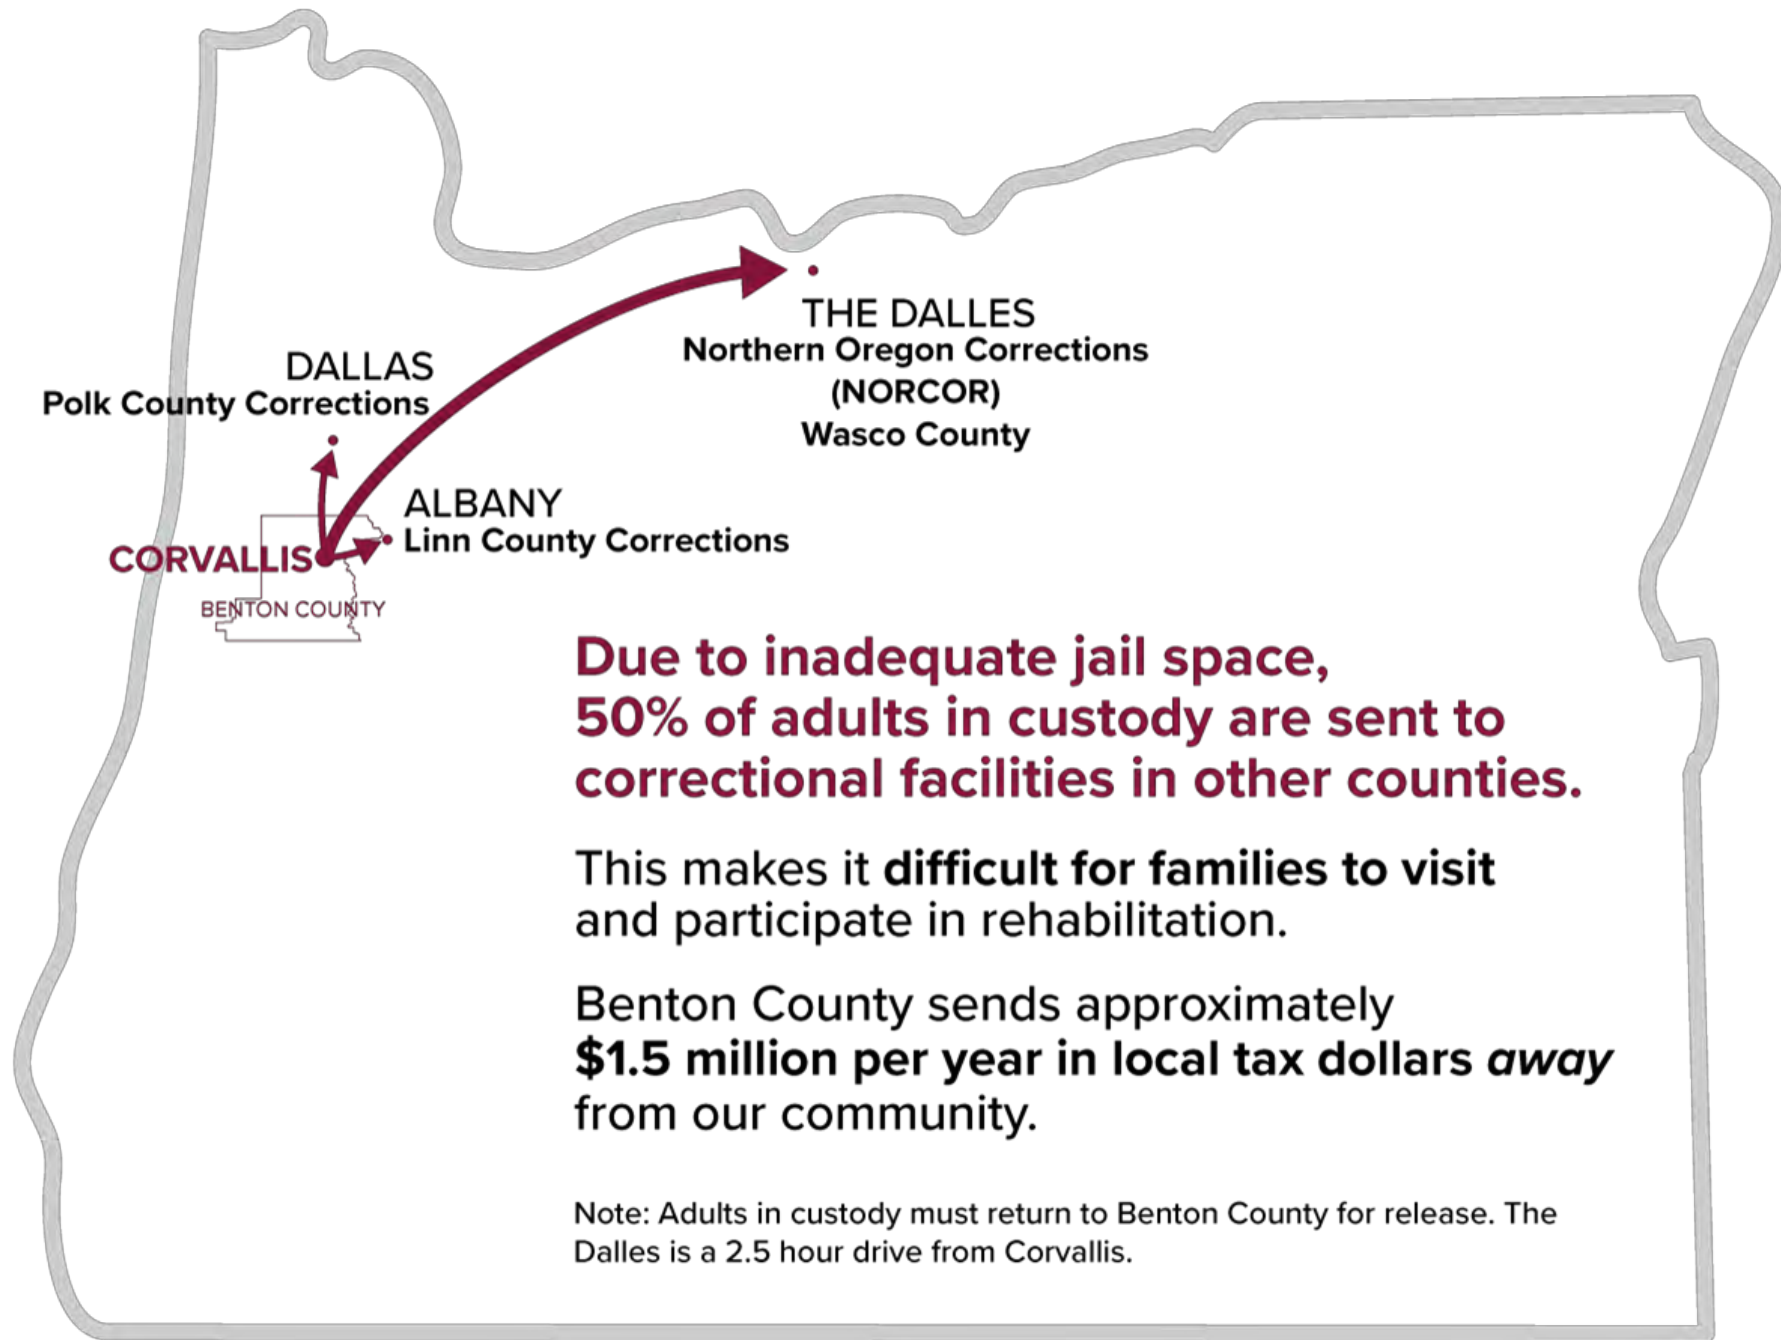 THE DALLES
Northern Oregon Corrections
(NORCOR)
Wasco County
DALLAS
Polk County Corrections
ALBANY
Linn County Corrections
CORVALLIS
BENTON COUNTY
Due to inadequate jail space,
50% of adults in custody are sent to
correctional facilities in other counties.
This makes it difficult for families to visit
and participate in rehabilitation.
Benton County sends approximately
$1.5 million per year in local tax dollars away
from our community.
Note: Adults in custody must return to Benton County for release. The
Dalles is a 2.5 hour drive from Corvallis.